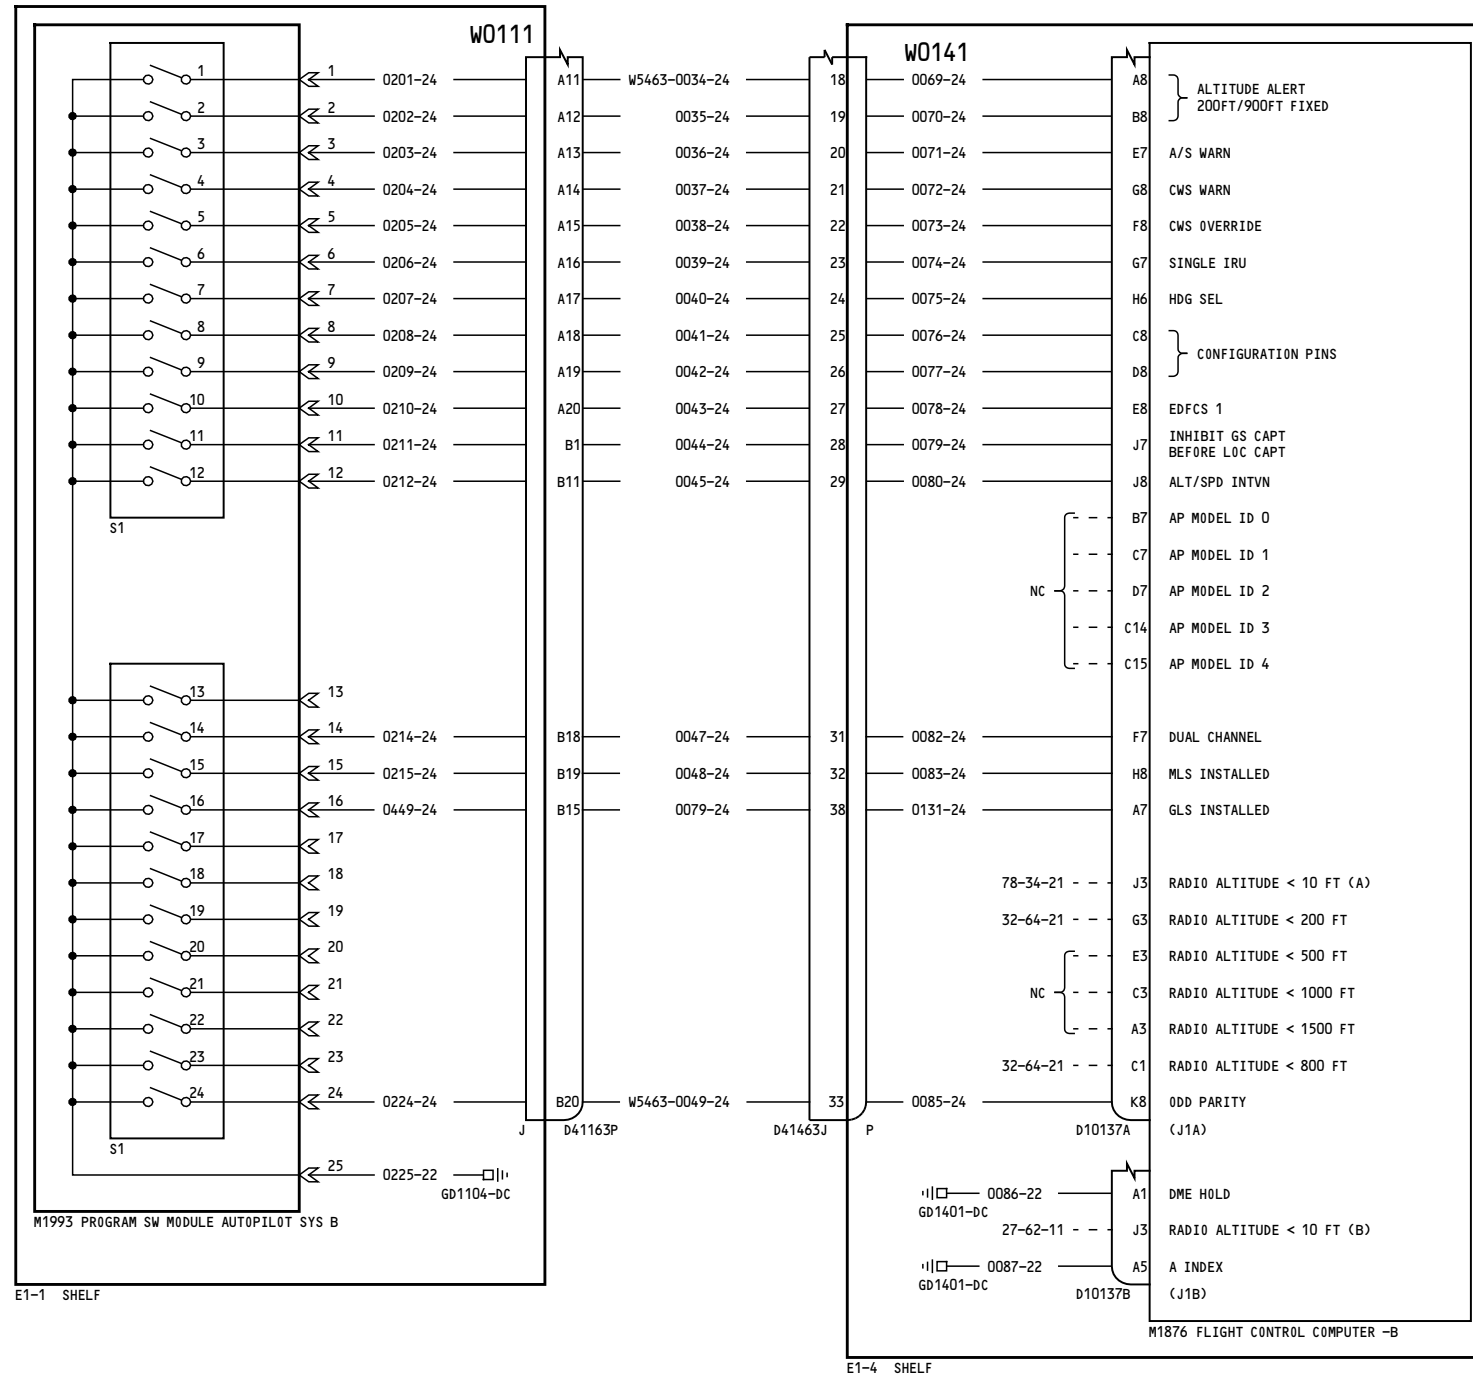 W0111
W0141
1 1 0201-24 A11 W5463-0034-24 18 0069-24 A8
ALTITUDE ALERT
200FT/900FT FIXED
2 2 0202-24 A12 0035-24 19 0070-24 B8
3 3 0203-24 A13 0036-24 20 0071-24 E7 A/S WARN
4 4 0204-24 A14 0037-24 21 0072-24 G8 CWS WARN
5 5 0205-24 A15 0038-24 22 0073-24 F8 CWS OVERRIDE
6 6 0206-24 A16 0039-24 23 0074-24 G7 SINGLE IRU
7 7 0207-24 A17 0040-24 24 0075-24 H6 HDG SEL
8 8 0208-24 A18 0041-24 25 0076-24 C8
CONFIGURATION PINS
9 9 0209-24 A19 0042-24 26 0077-24 D8
10 10 0210-24 A20 0043-24 27 0078-24 E8 EDFCS 1
11 11 0211-24 B1 0044-24 28 0079-24 J7 INHIBIT GS CAPT
BEFORE LOC CAPT
12 12 0212-24 B11 0045-24 29 0080-24 J8 ALT/SPD INTVN
S1
B7 AP MODEL ID 0
C7 AP MODEL ID 1
NC D7 AP MODEL ID 2
C14 AP MODEL ID 3
C15 AP MODEL ID 4
13 13
14 14 0214-24 B18 0047-24 31 0082-24 F7 DUAL CHANNEL
15 15 0215-24 B19 0048-24 32 0083-24 H8 MLS INSTALLED
16 16 0449-24 B15 0079-24 38 0131-24 A7 GLS INSTALLED
17 17
18 18 78-34-21 J3 RADIO ALTITUDE < 10 FT (A)
19 19 32-64-21 G3 RADIO ALTITUDE < 200 FT
20 20 E3 RADIO ALTITUDE < 500 FT
21 21 NC C3 RADIO ALTITUDE < 1000 FT
22 22 A3 RADIO ALTITUDE < 1500 FT
23 23 32-64-21 C1 RADIO ALTITUDE < 800 FT
24 24 0224-24 B20 W5463-0049-24 33 0085-24 K8 ODD PARITY
J D41163P D41463J P D10137A (J1A)
S1
25 0225-22
GD1104-DC
0086-22 A1 DME HOLD
GD1401-DC
M1993 PROGRAM SW MODULE AUTOPILOT SYS B
27-62-11 J3 RADIO ALTITUDE < 10 FT (B)
0087-22 A5 A INDEX
GD1401-DC
E1-1 SHELF
D10137B (J1B)
M1876 FLIGHT CONTROL COMPUTER -B
E1-4 SHELF